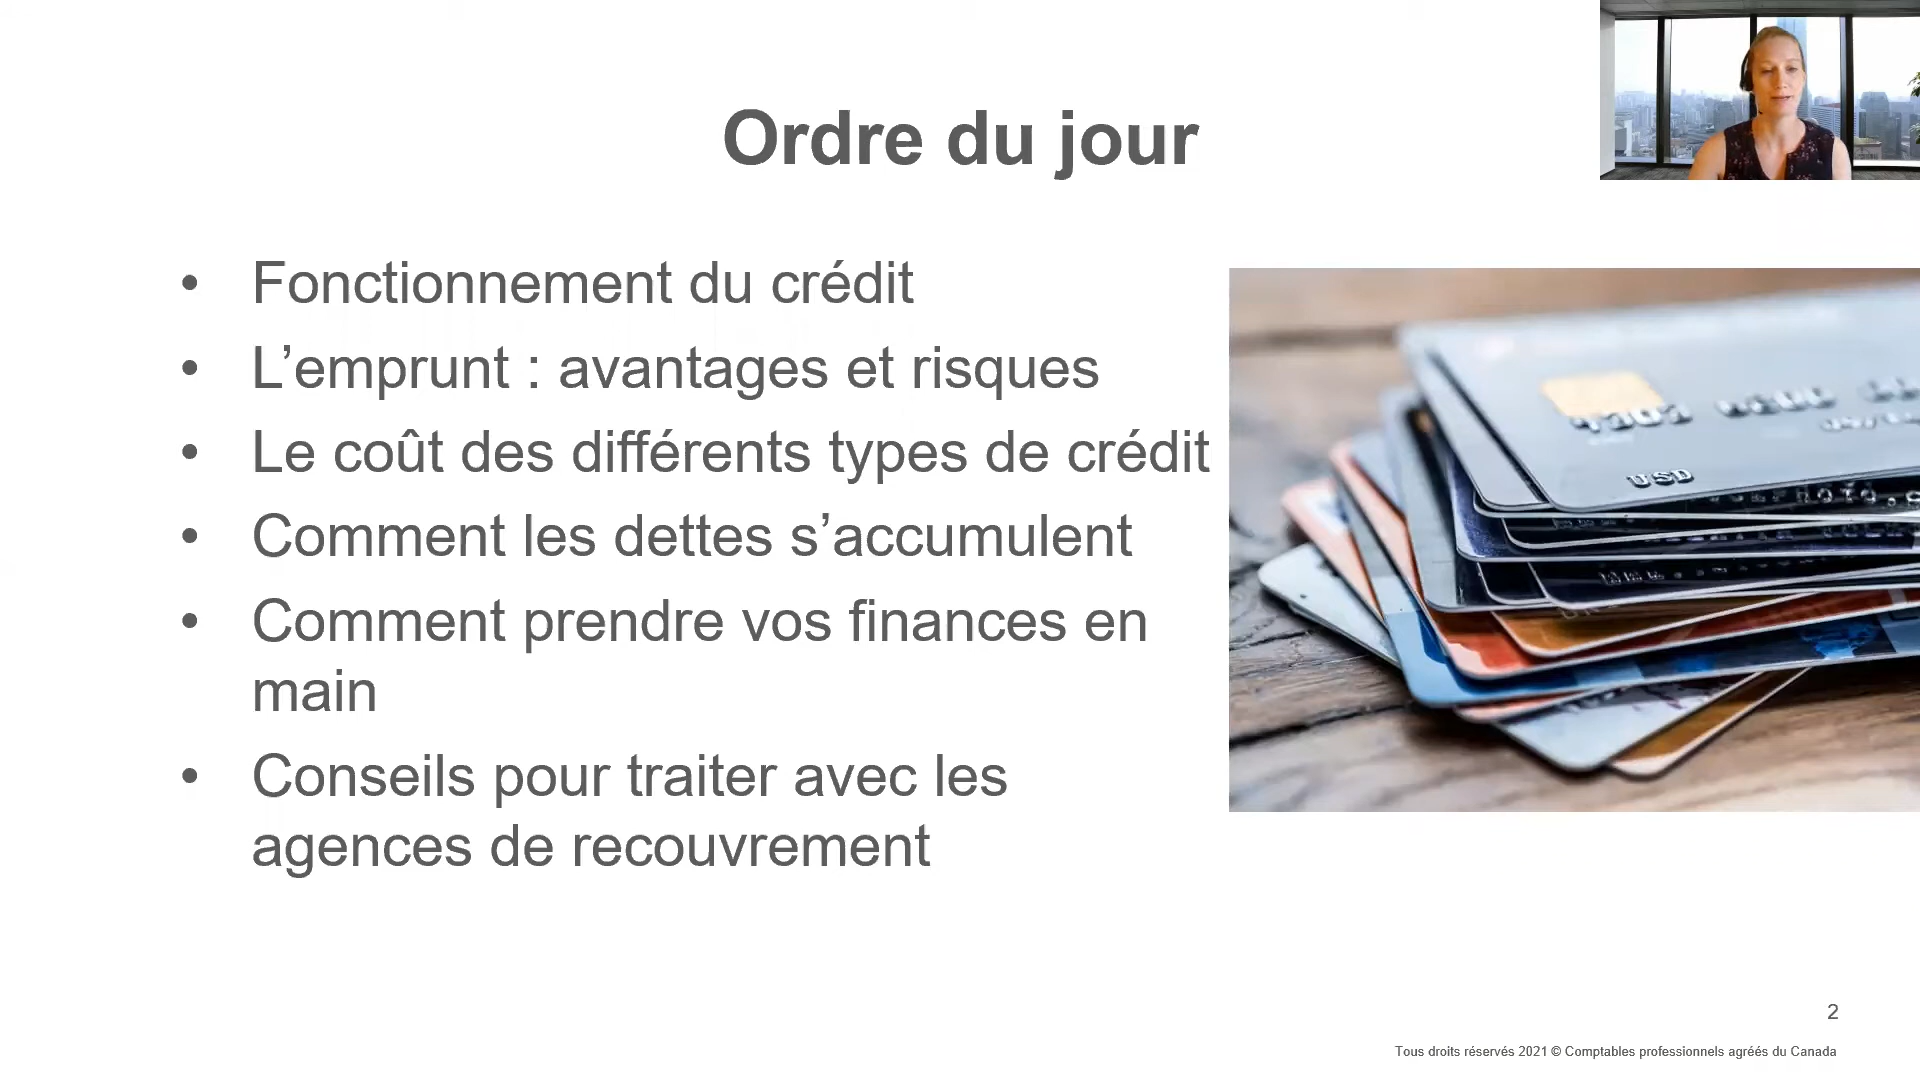 Ordre du jour
• Fonctionnement du crédit
• L’emprunt : avantages et risques
• Le coût des différents types de crédit
• Comment les dettes s’accumulent
• Comment prendre vos finances en
main
• Conseils pour traiter avec les
agences de recouvrement
USD
2
Tous droits réservés 2021 © Comptables professionnels agréés du Canada